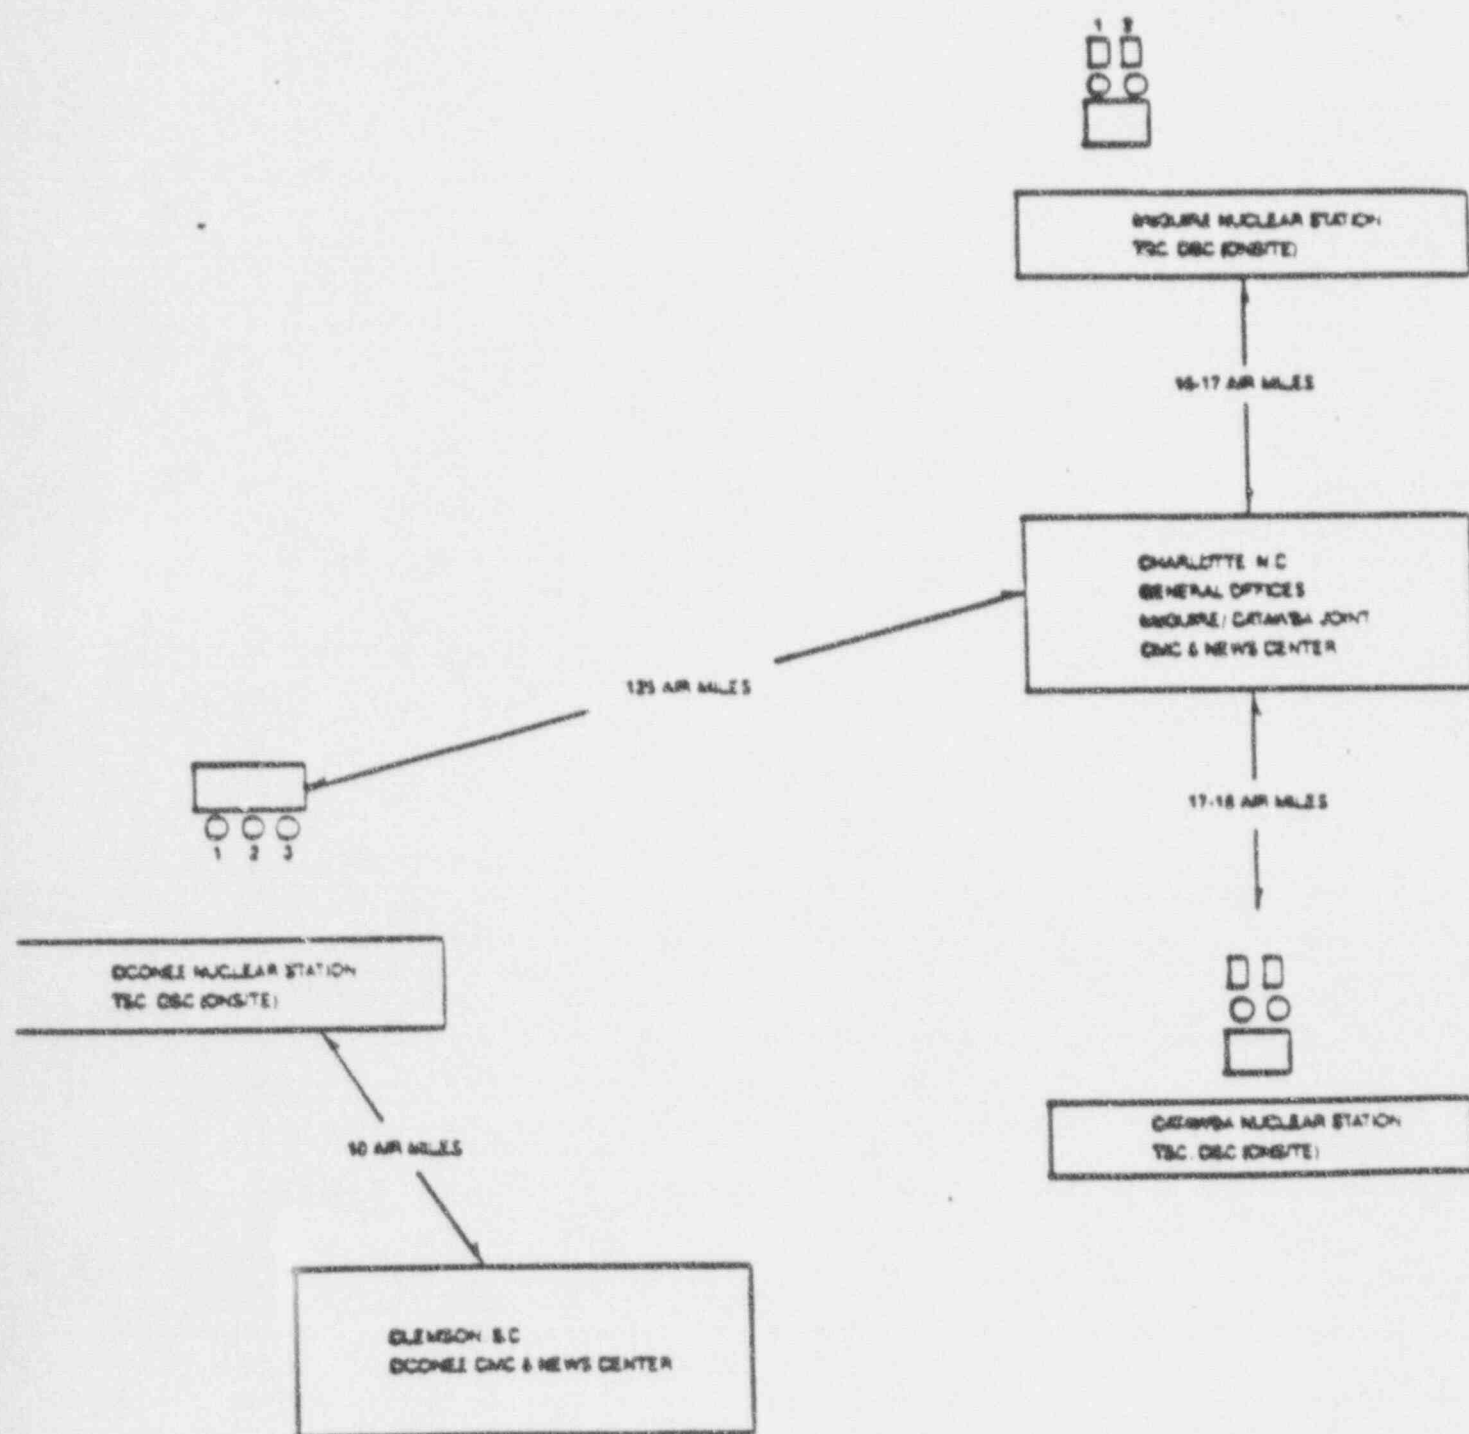 1 2
MCGUIRE NUCLEAR STATION
TSC. OSC (ONSITE)
16-17 AIR MILES
CHARLOTTE N.C
GENERAL OFFICES
MCGUIRE/ CATAWBA JOINT
CMC & NEWS CENTER
125 AIR MILES
17-18 AIR MILES
1 2 3
OCONEE NUCLEAR STATION
TSC. OSC (ONSITE)
10 AIR MILES
CATAWBA NUCLEAR STATION
TSC. OSC (ONSITE)
CLEMSON S.C
OCONEE CMC & NEWS CENTER